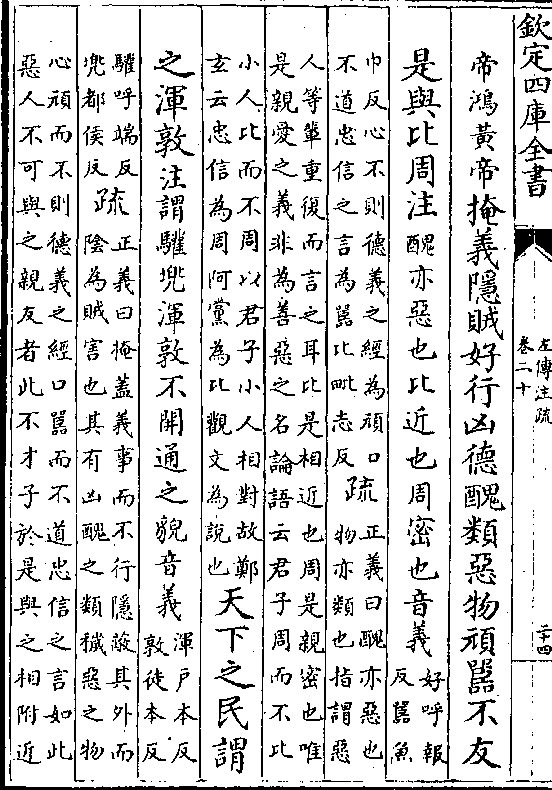 欽定四庫全書
左傳注疏
卷二十
二十四
帝鴻黃帝掩義隱賊好行凶德醜類惡物頑嚚不友
是與比周注醜亦惡也比近也周密也音義
好呼報
反嚚魚
巾反心不則德義之經為頑口
不道忠信之言為嚚比毗志反
疏
正義曰醜亦惡也
物亦類也指謂惡
人等輩重復而言之耳比是相近也周是親密也唯
是親愛之義非為善惡之名論語云君子周而不比
小人比而不周以君子小人相對故鄭
玄云忠信為周阿黨為比觀文為說也
天下之民謂
之渾敦注謂驩兜渾敦不開通之貌音義
渾戶本反
敦徒本反
驩呼端反
兜都侯反
疏
正義曰掩蓋義事而不行隱其外而
陰為賊害也其有凶醜之類穢惡之物
心頑而不則德義之經口嚚而不道忠信之言如此
惡人不可與之親友者此不才子於是與之相附近